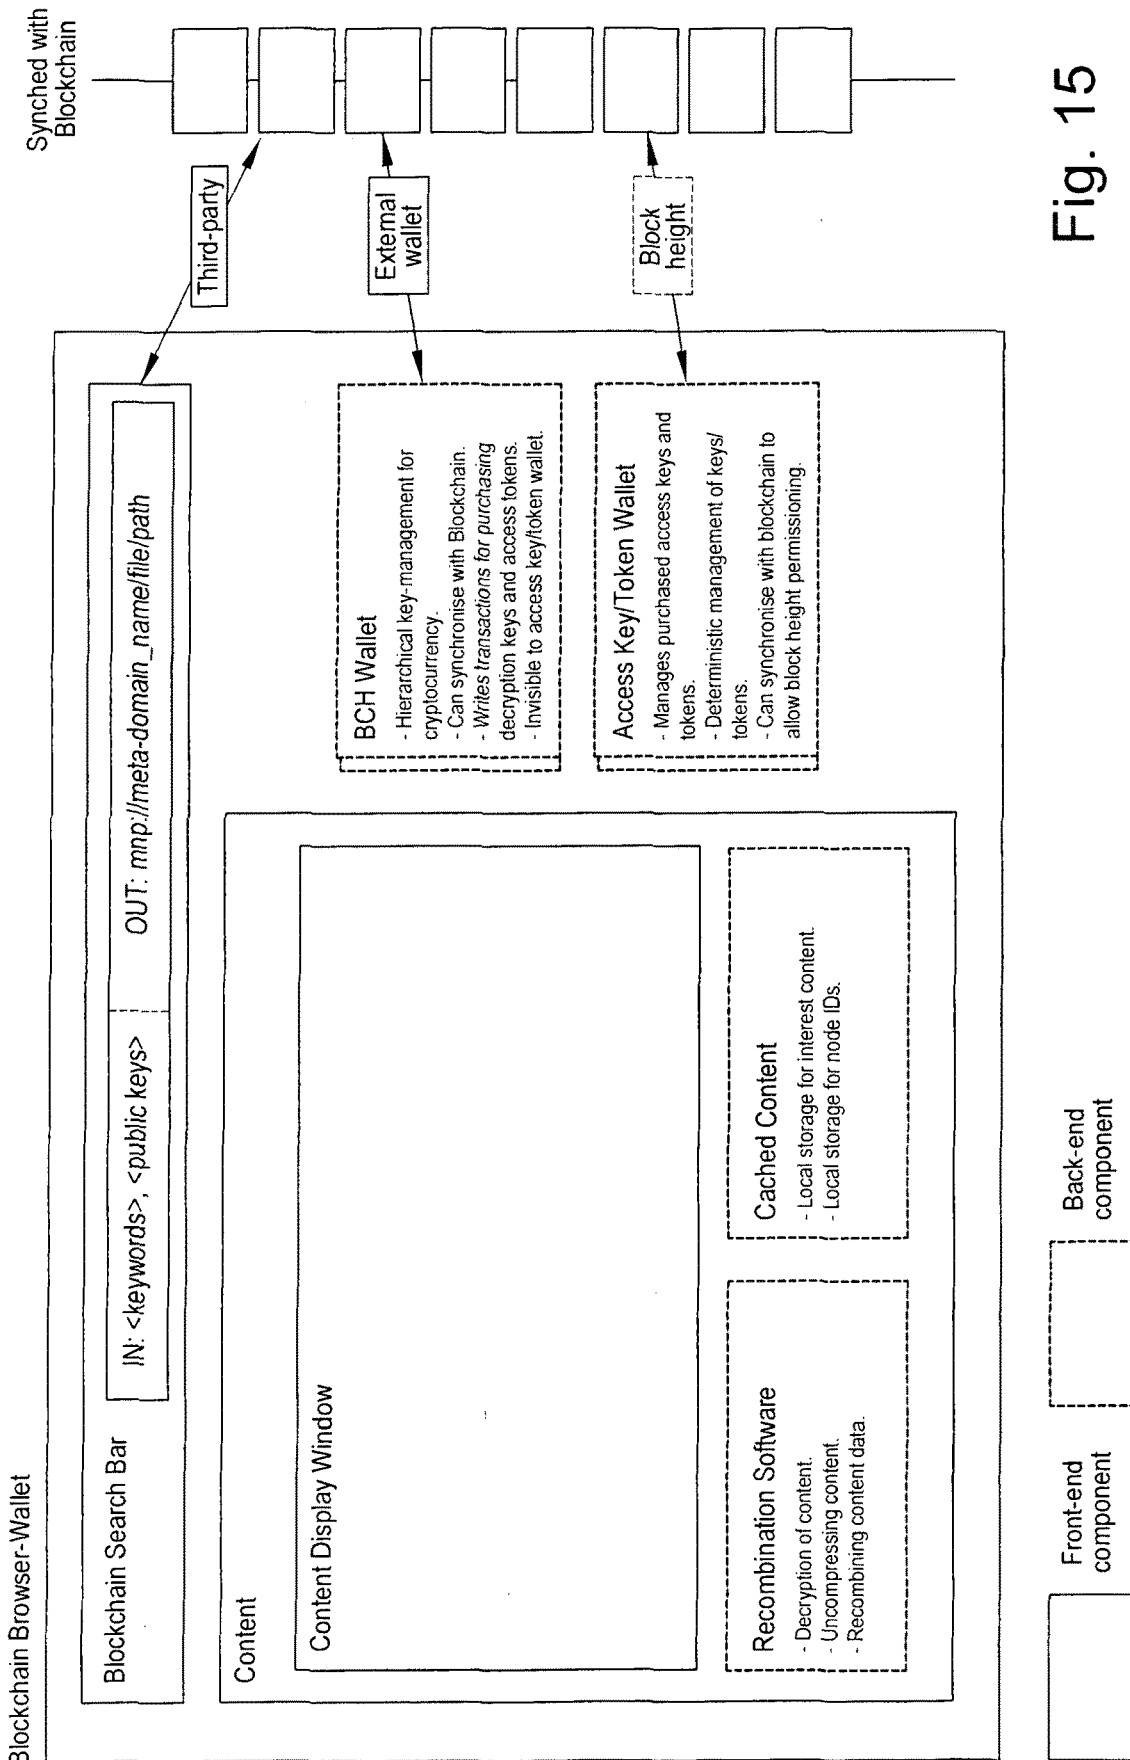 Blockchain Browser-Wallet
Synched with
Blockchain
Blockchain Search Bar
IN: <keywords>, <public keys>
OUT: mnp://meta-domain_name/file/path
Third-party
Content
Content Display Window
BCH Wallet
- Hierarchical key-management for
cryptocurrency.
- Can synchronise with Blockchain.
- Writes transactions for purchasing
decryption keys and access tokens.
- Invisible to access key/token wallet.
External
wallet
Access Key/Token Wallet
- Manages purchased access keys and
tokens.
- Deterministic management of keys/
tokens.
- Can synchronise with blockchain to
allow block height permissioning.
Block
height
Recombination Software
- Decryption of content.
- Uncompressing content.
- Recombining content data.
Cached Content
- Local storage for interest content.
- Local storage for node IDs.
Front-end
component
Back-end
component
Fig. 15